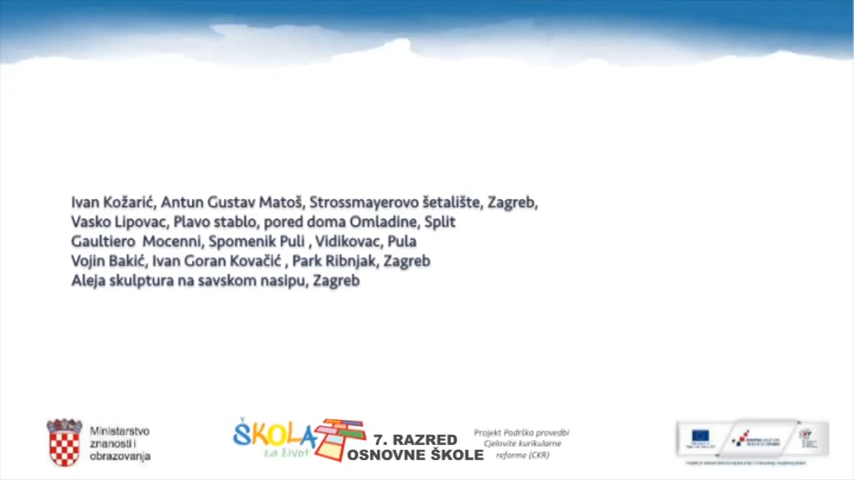 Ivan Kožarić, Antun Gustav Matoš, Strossmayerovo šetalište, Zagreb,
Vasko Lipovac, Plavo stablo, pored doma Omladine, Split
Gaultiero Mocenni, Spomenik Puli , Vidikovac, Pula
Vojin Bakić, Ivan Goran Kovačić , Park Ribnjak, Zagreb
Aleja skulptura na savskom nasipu, Zagreb
Ministarstvo
znanosti i
obrazovanja
ŠKOLA
za život
7. RAZRED
OSNOVNE ŠKOLE
Projekt Podrška provedbi
Cjelovite kurikularne
reforme (CKR)